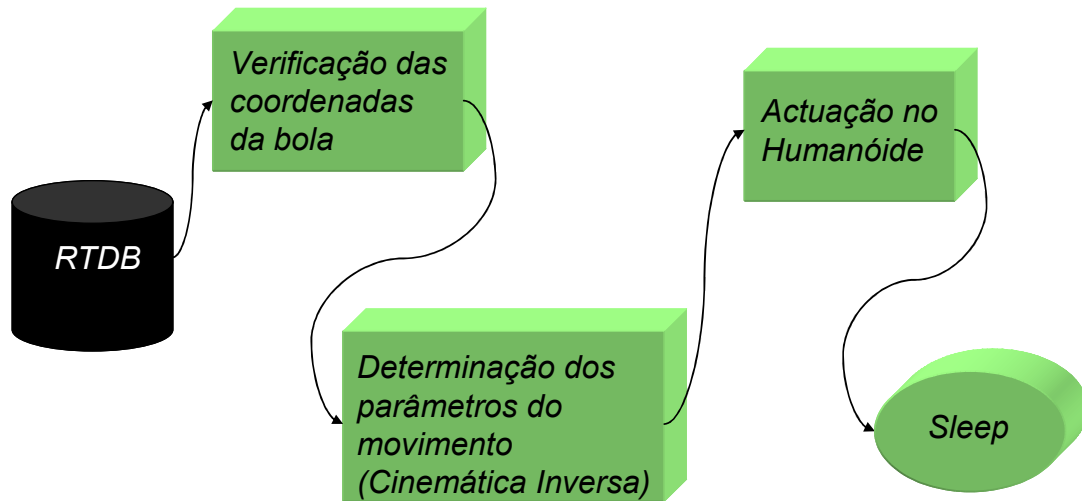 RTDB
Verificação das
coordenadas
da bola
Determinação dos
parâmetros do
movimento
(Cinemática Inversa)
Actuação no
Humanóide
Sleep